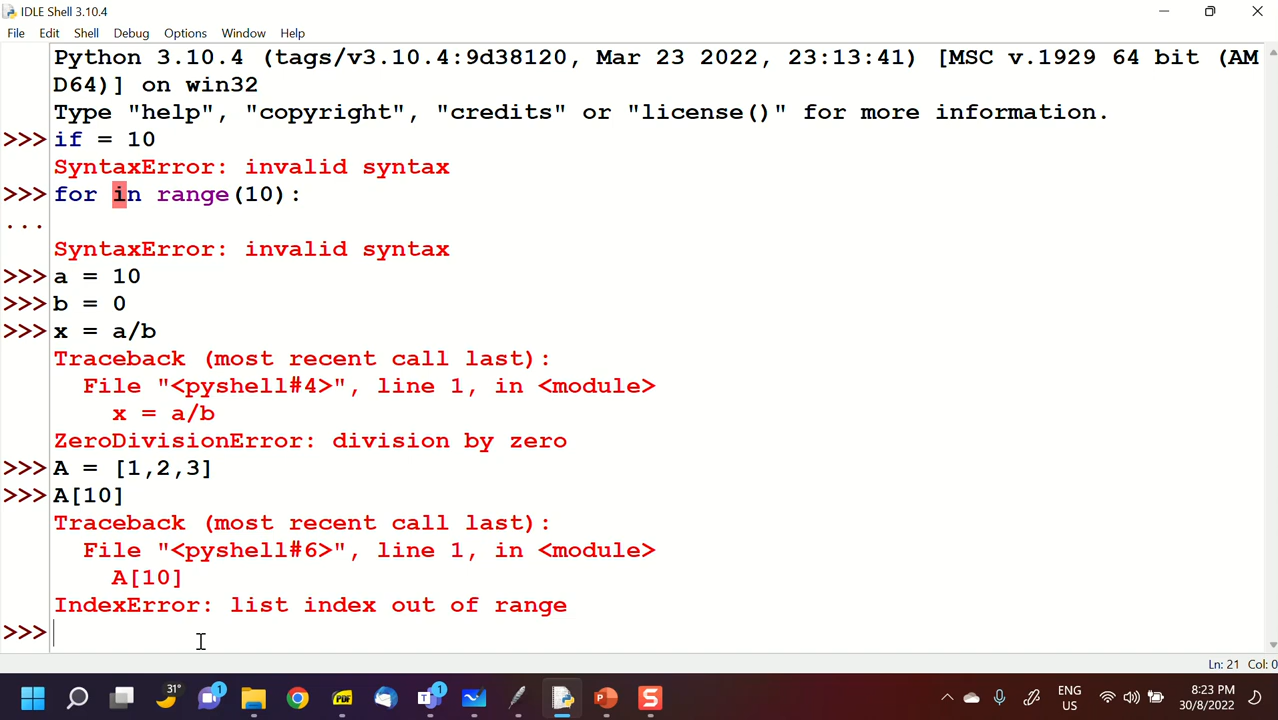 IDLE Shell 3.10.4
File Edit Shell Debug Options Window Help
Python 3.10.4 (tags/v3.10.4:9d38120, Mar 23 2022, 23:13:41) [MSC v.1929 64 bit (AM
D64)] on win32
Type "help", "copyright", "credits" or "license()" for more information.
>>> if = 10
SyntaxError: invalid syntax
>>> for in range(10):
...
SyntaxError: invalid syntax
>>> a = 10
>>> b = 0
>>> x = a/b
Traceback (most recent call last):
  File "<pyshell#4>", line 1, in <module>
    x = a/b
ZeroDivisionError: division by zero
>>> A = [1,2,3]
>>> A[10]
Traceback (most recent call last):
  File "<pyshell#6>", line 1, in <module>
    A[10]
IndexError: list index out of range
>>>
Ln: 21 Col: 0
31° 1 PDF T 1 P S ENG 8:23 PM
US 30/8/2022